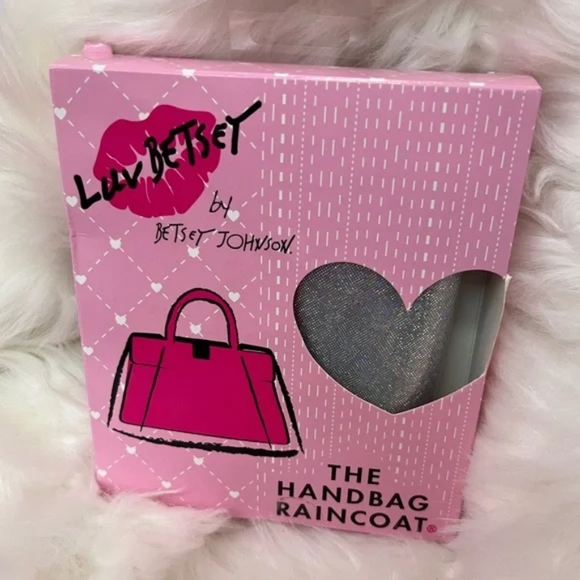 Luv BETSEY
by
BETSEY JOHNSON.
THE
HANDBAG
RAINCOAT®